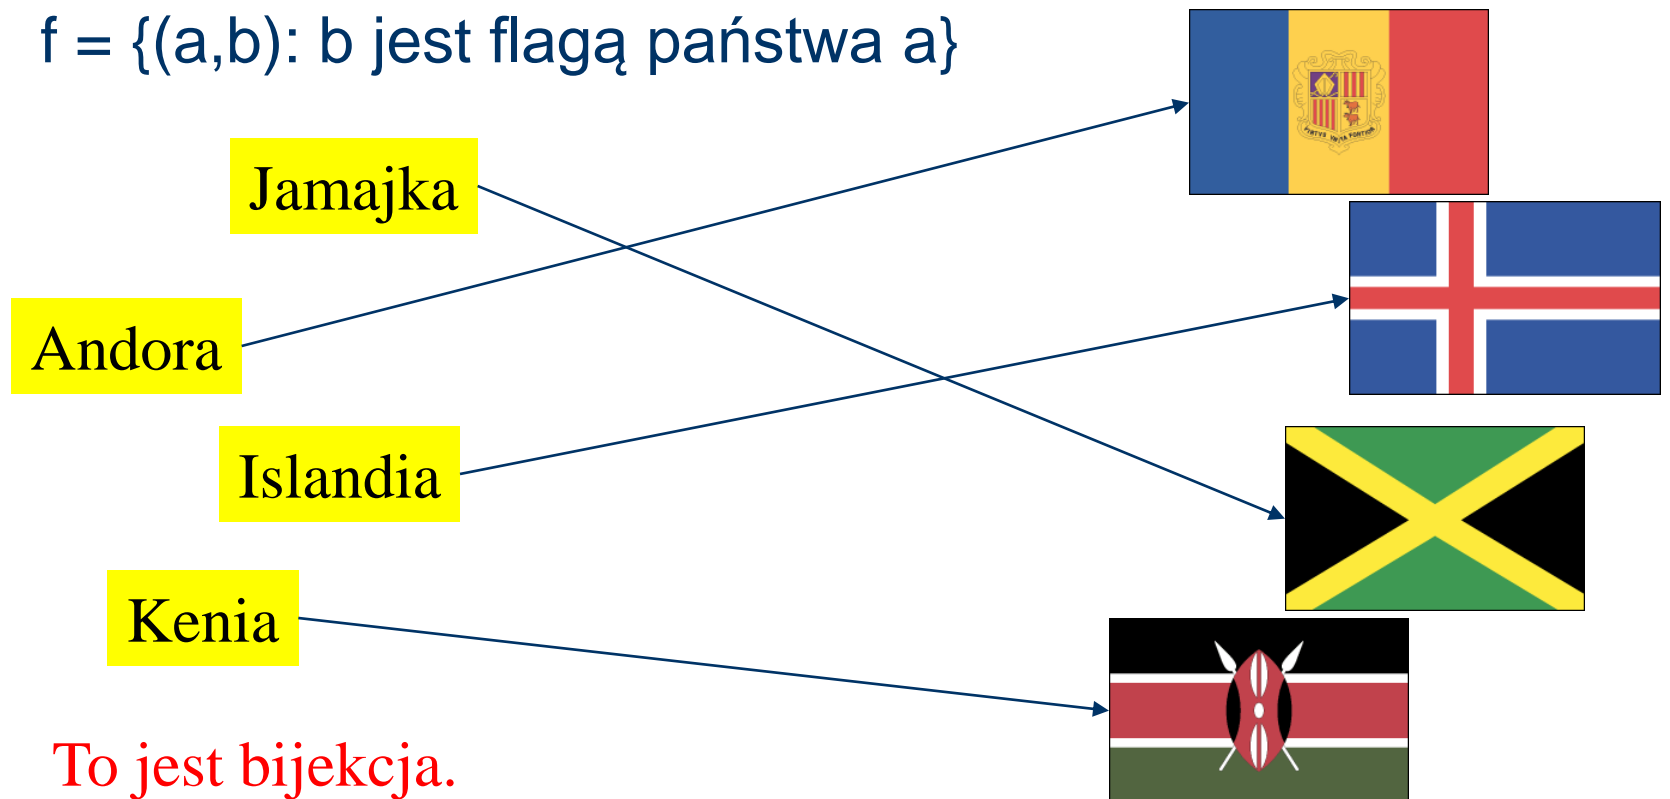 f = {(a,b): b jest flagą państwa a}
Jamajka
Andora
Islandia
Kenia
To jest bijekcja.